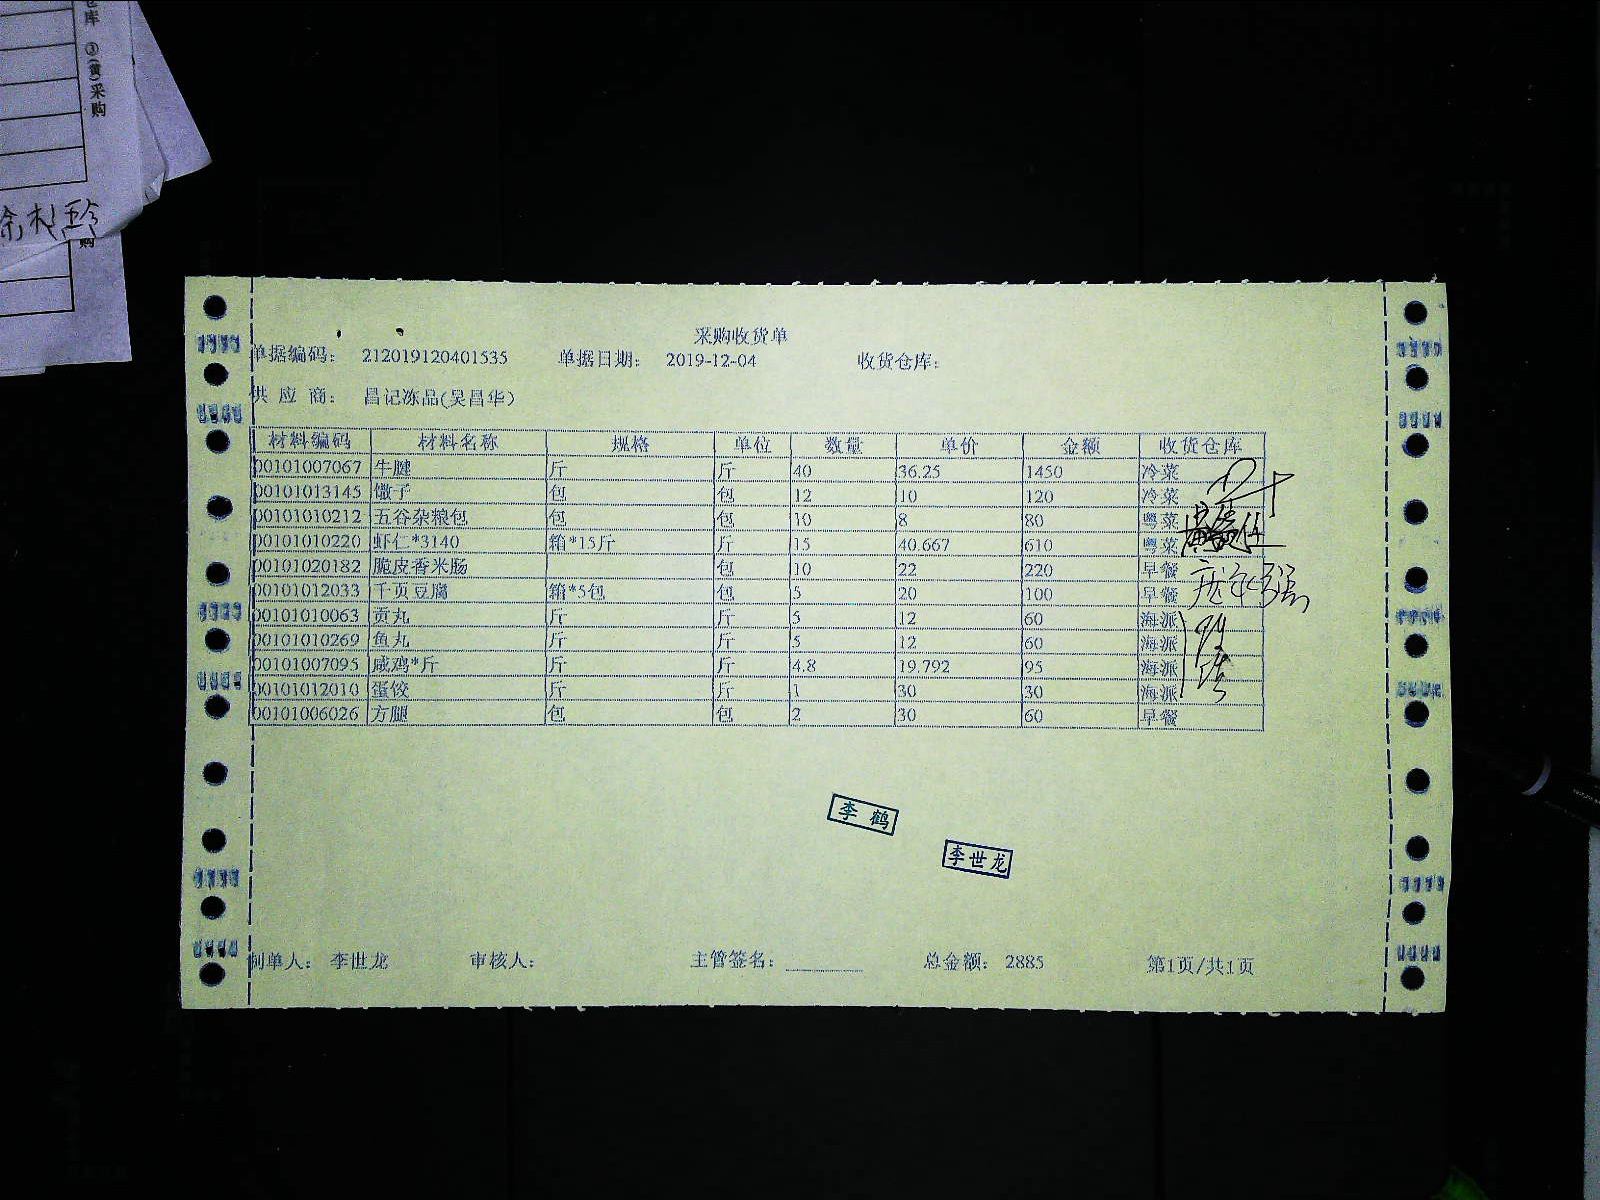 仓库 ③(黄)采购
购
采购收货单
单据编码： 212019120401535 单据日期： 2019-12-04 收货仓库：
供 应 商： 昌记冻品(吴昌华)
材料编码 材料名称 规格 单位 数量 单价 金额 收货仓库
00101007067 牛腱 斤 斤 40 36.25 1450 冷菜
00101013145 馓子 包 包 12 10 120 冷菜
00101010212 五谷杂粮包 包 包 10 8 80 粤菜
00101010220 虾仁*3140 箱*15斤 斤 15 40.667 610 粤菜
00101020182 脆皮香米肠 包 10 22 220 早餐
00101012033 千页豆腐 箱*5包 包 5 20 100 早餐
00101010063 贡丸 斤 斤 5 12 60 海派
00101010269 鱼丸 斤 斤 5 12 60 海派
00101007095 咸鸡*斤 斤 斤 4.8 19.792 95 海派
00101012010 蛋饺 斤 斤 1 30 30 海派
00101006026 方腿 包 包 2 30 60 早餐
李鹤
李世龙
制单人： 李世龙 审核人： 主管签名： 总金额： 2885 第1页/共1页